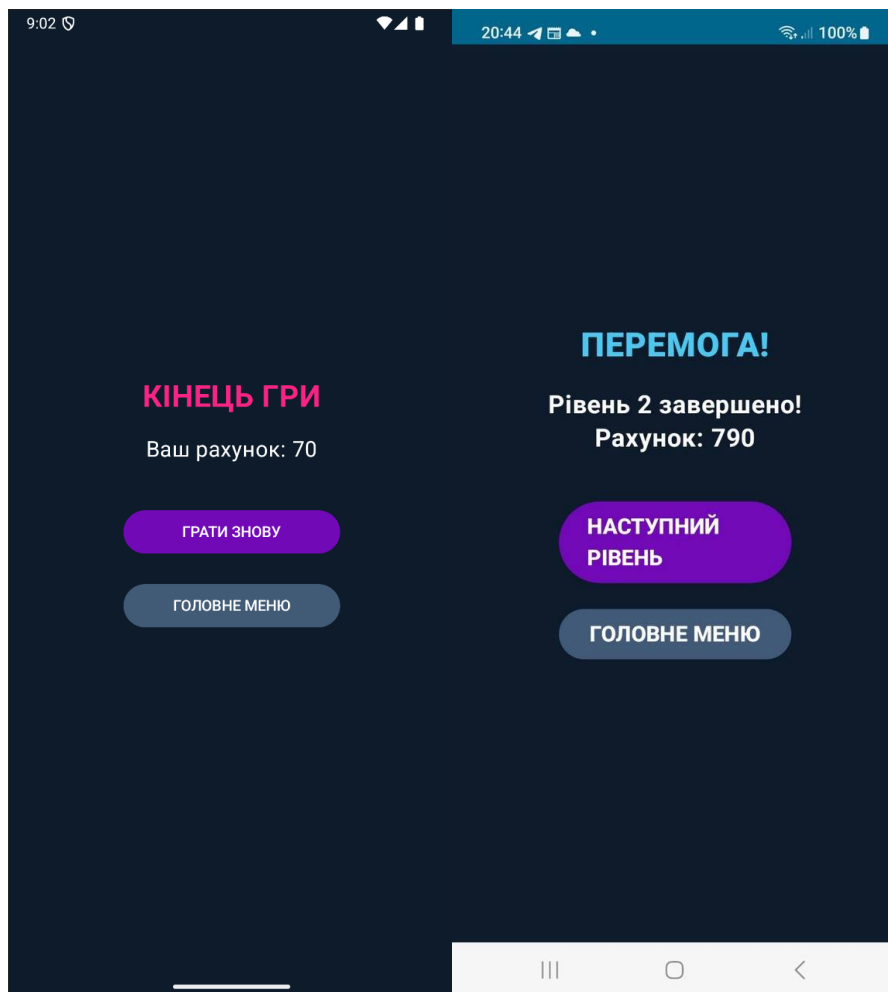 9:02
КІНЕЦЬ ГРИ
Ваш рахунок: 70
ГРАТИ ЗНОВУ
ГОЛОВНЕ МЕНЮ
20:44
100%
ПЕРЕМОГА!
Рівень 2 завершено!
Рахунок: 790
НАСТУПНИЙ
РІВЕНЬ
ГОЛОВНЕ МЕНЮ